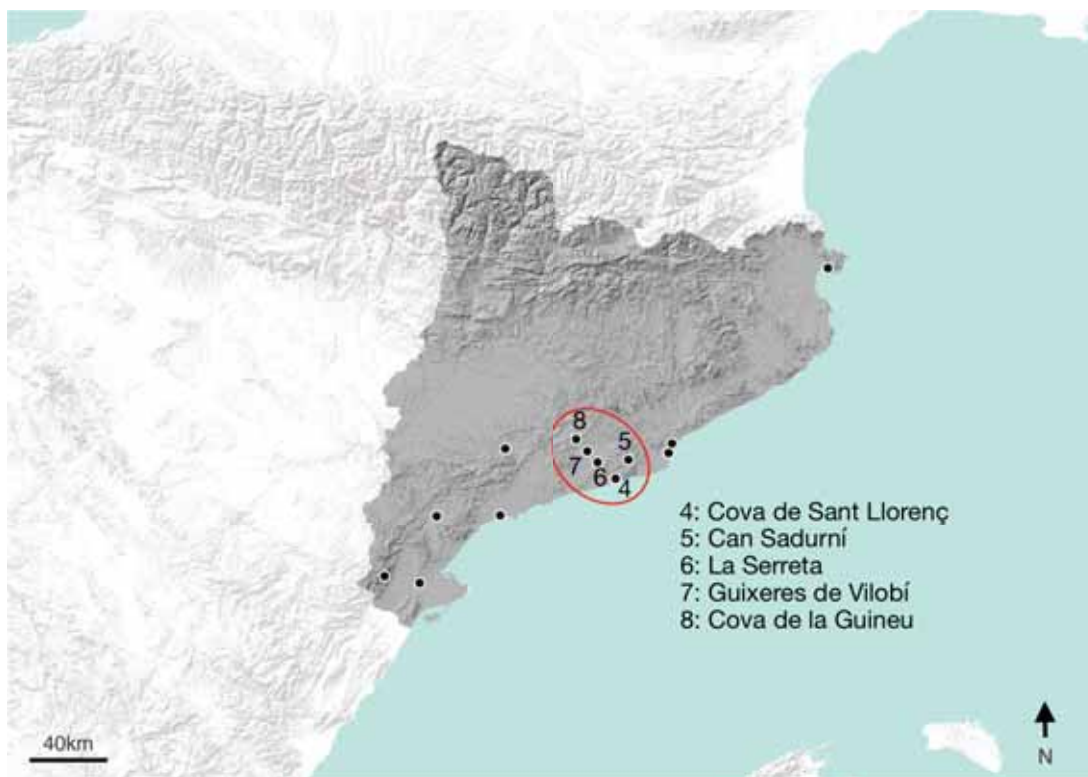 8
5
7
6
4
4: Cova de Sant Llorenç
5: Can Sadurní
6: La Serreta
7: Guixeres de Vilobí
8: Cova de la Guineu
40km
N